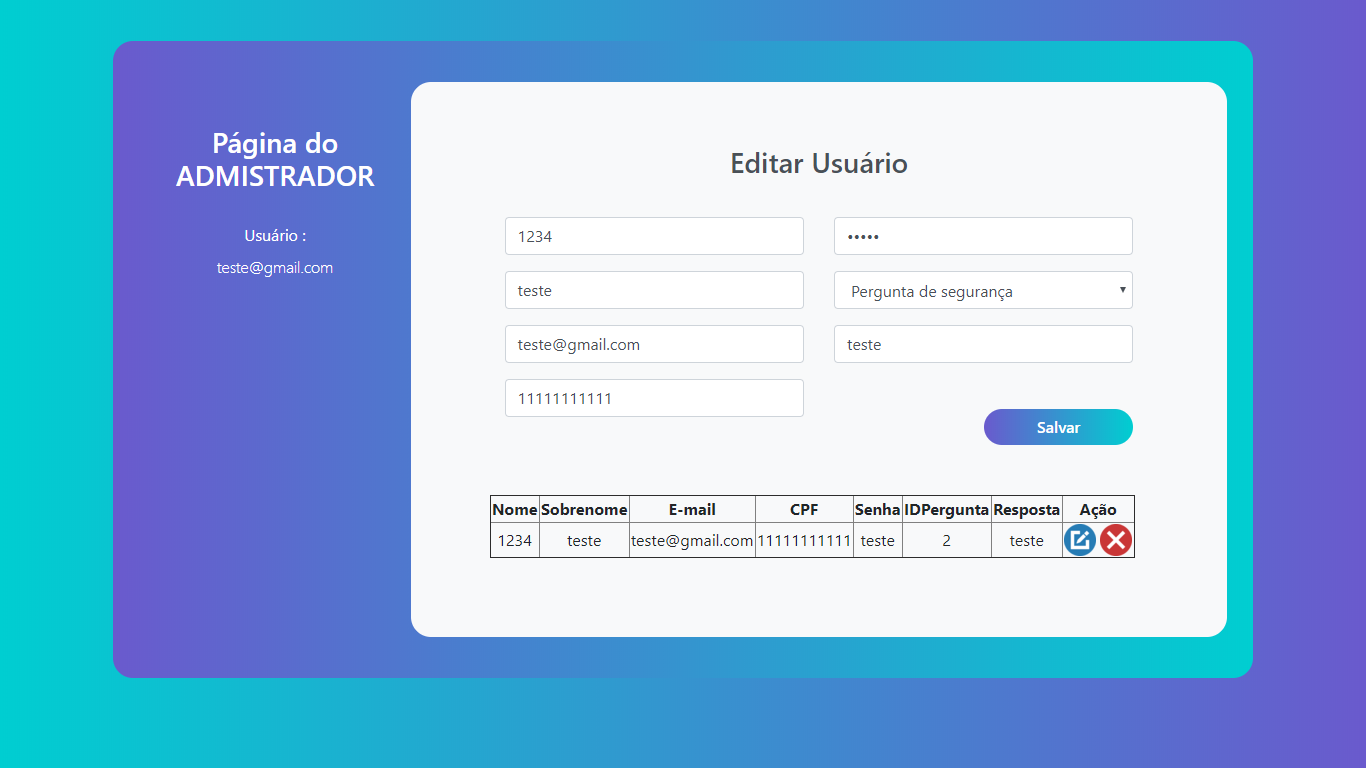 Página do
ADMISTRADOR
Usuário :
teste@gmail.com
Editar Usuário
1234
•••••
teste
Pergunta de segurança
teste@gmail.com
teste
11111111111
Salvar
Nome Sobrenome E-mail CPF Senha IDPergunta Resposta Ação
1234 teste teste@gmail.com 11111111111 teste 2 teste